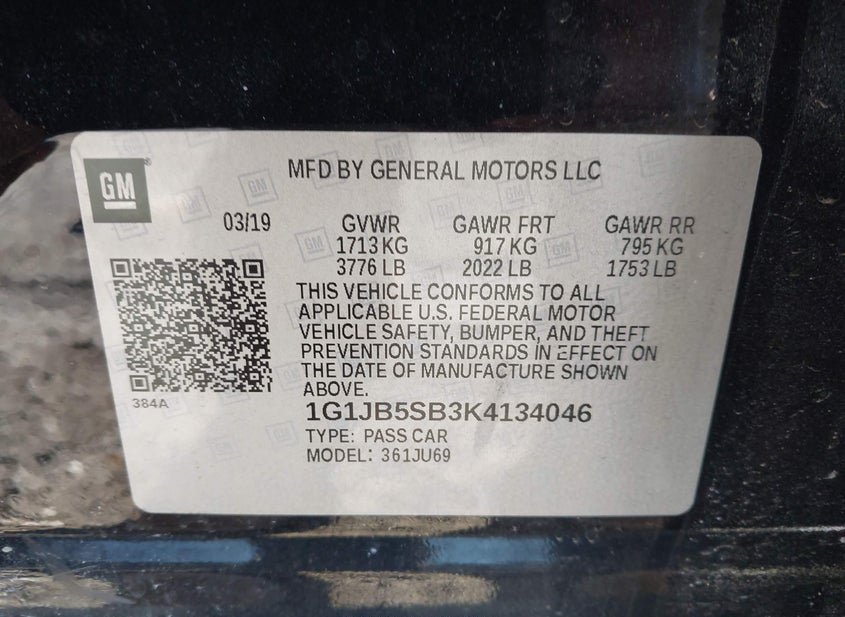 GM
MFD BY GENERAL MOTORS LLC
03/19 GVWR GAWR FRT GAWR RR
1713 KG 917 KG 795 KG
3776 LB 2022 LB 1753 LB
THIS VEHICLE CONFORMS TO ALL
APPLICABLE U.S. FEDERAL MOTOR
VEHICLE SAFETY, BUMPER, AND THEFT
PREVENTION STANDARDS IN EFFECT ON
THE DATE OF MANUFACTURE SHOWN
ABOVE.
384A
1G1JB5SB3K4134046
TYPE: PASS CAR
MODEL: 361JU69